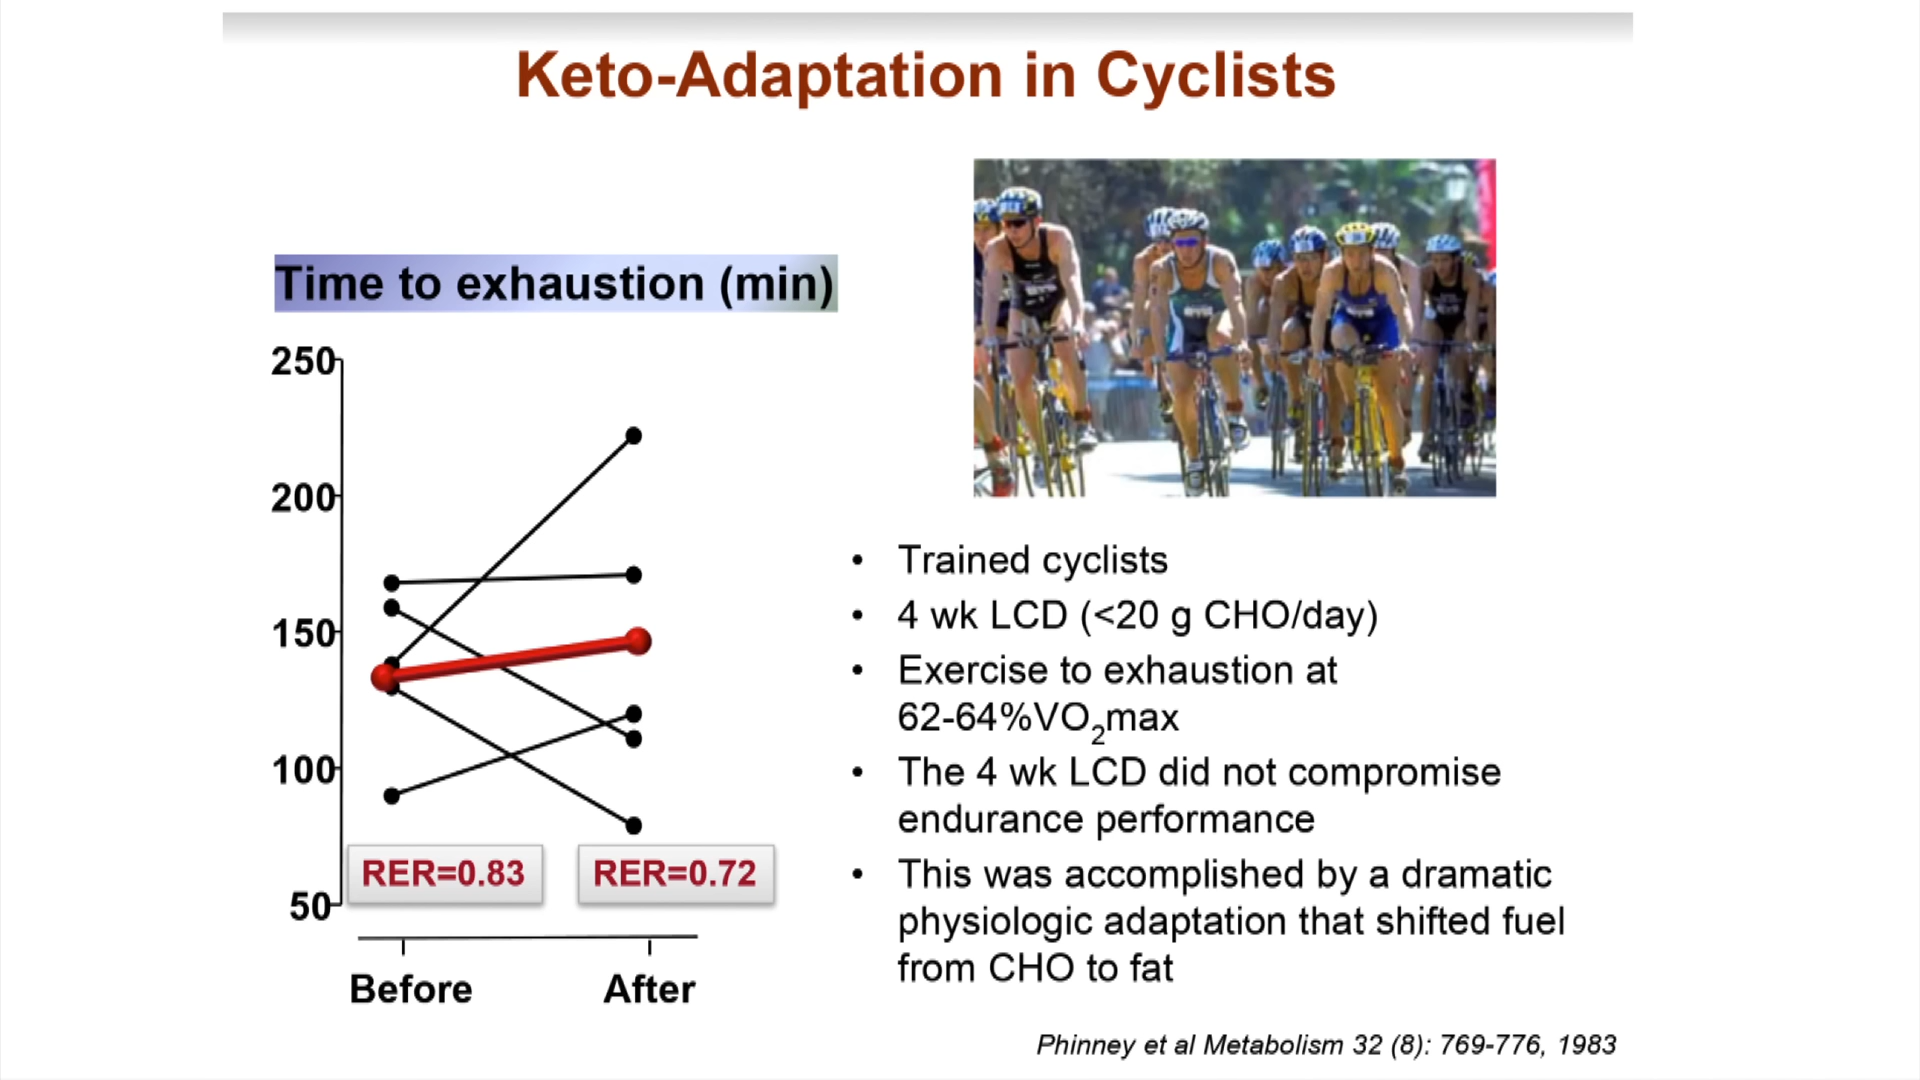 Keto-Adaptation in Cyclists
Time to exhaustion (min)
250
200
150
100
50
RER=0.83
RER=0.72
Before
After
• Trained cyclists
• 4 wk LCD (<20 g CHO/day)
• Exercise to exhaustion at
62-64%VO2max
• The 4 wk LCD did not compromise
endurance performance
• This was accomplished by a dramatic
physiologic adaptation that shifted fuel
from CHO to fat
Phinney et al Metabolism 32 (8): 769-776, 1983